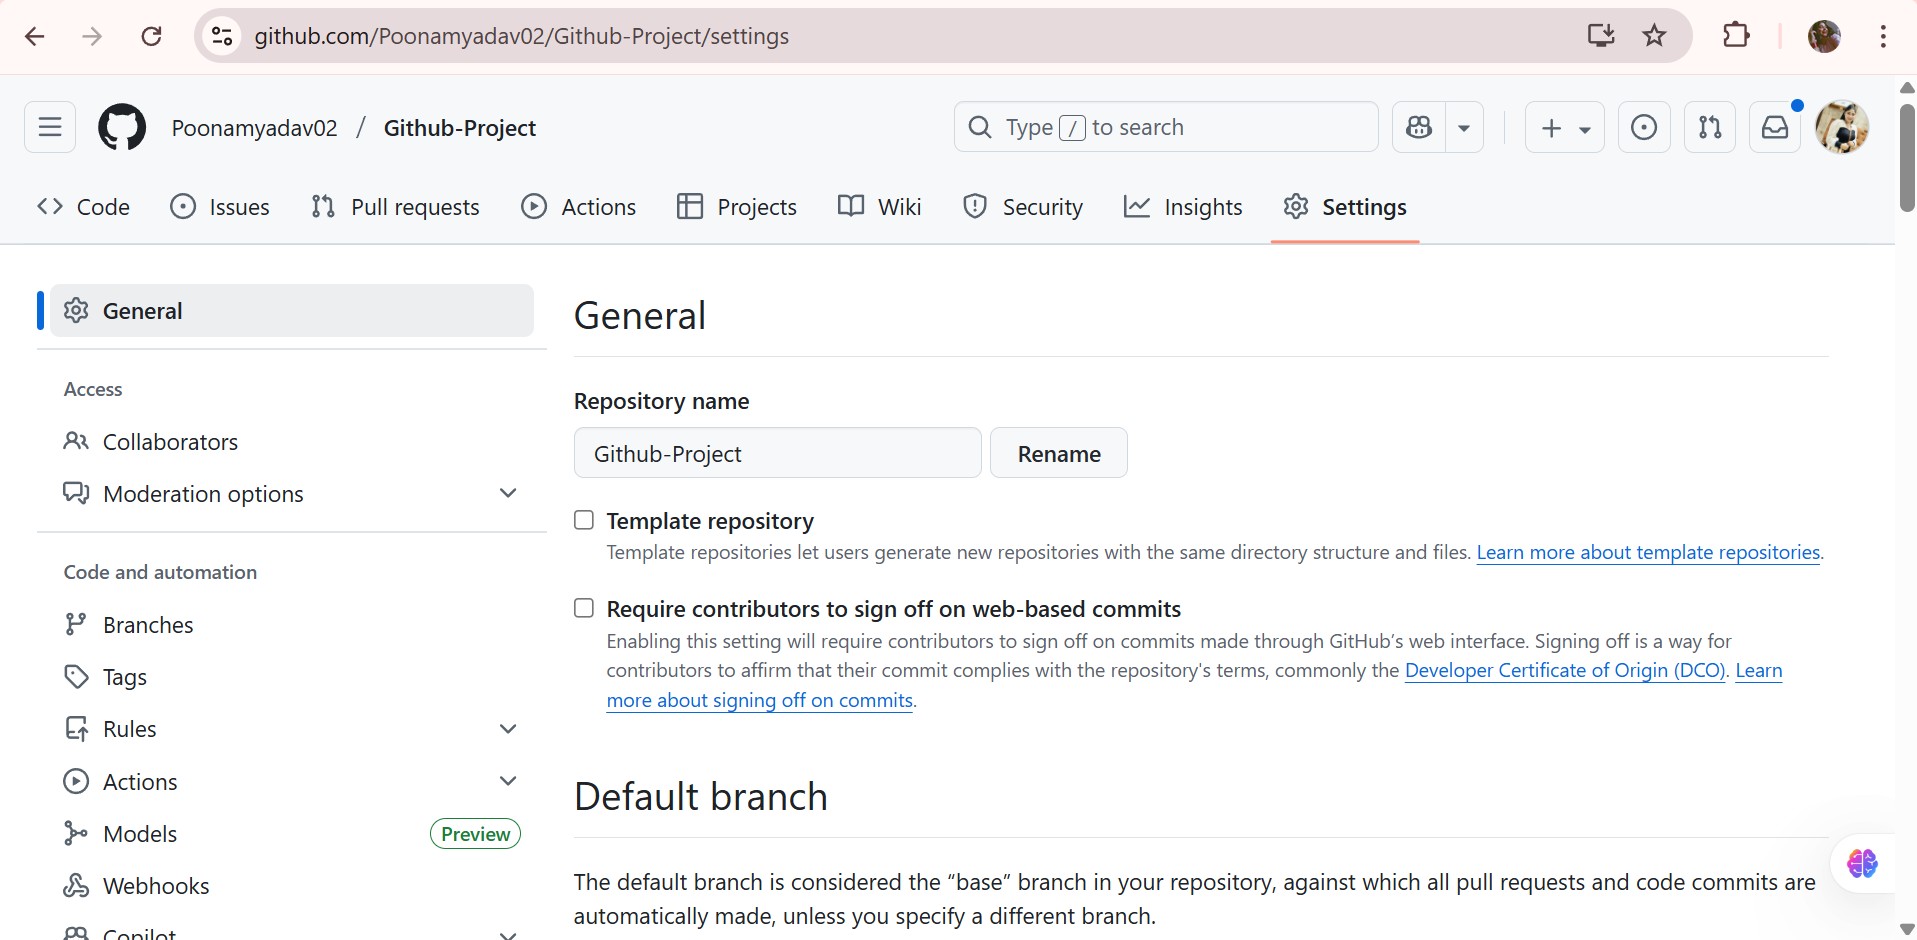 github.com/Poonamyadav02/Github-Project/settings
Poonamyadav02 / Github-Project
Type / to search
Code
Issues
Pull requests
Actions
Projects
Wiki
Security
Insights
Settings
General
Access
Collaborators
Moderation options
Code and automation
Branches
Tags
Rules
Actions
Models
Preview
Webhooks
Copilot
General
Repository name
Github-Project
Rename
Template repository
Template repositories let users generate new repositories with the same directory structure and files. Learn more about template repositories.
Require contributors to sign off on web-based commits
Enabling this setting will require contributors to sign off on commits made through GitHub’s web interface. Signing off is a way for
contributors to affirm that their commit complies with the repository's terms, commonly the Developer Certificate of Origin (DCO). Learn
more about signing off on commits.
Default branch
The default branch is considered the “base” branch in your repository, against which all pull requests and code commits are
automatically made, unless you specify a different branch.